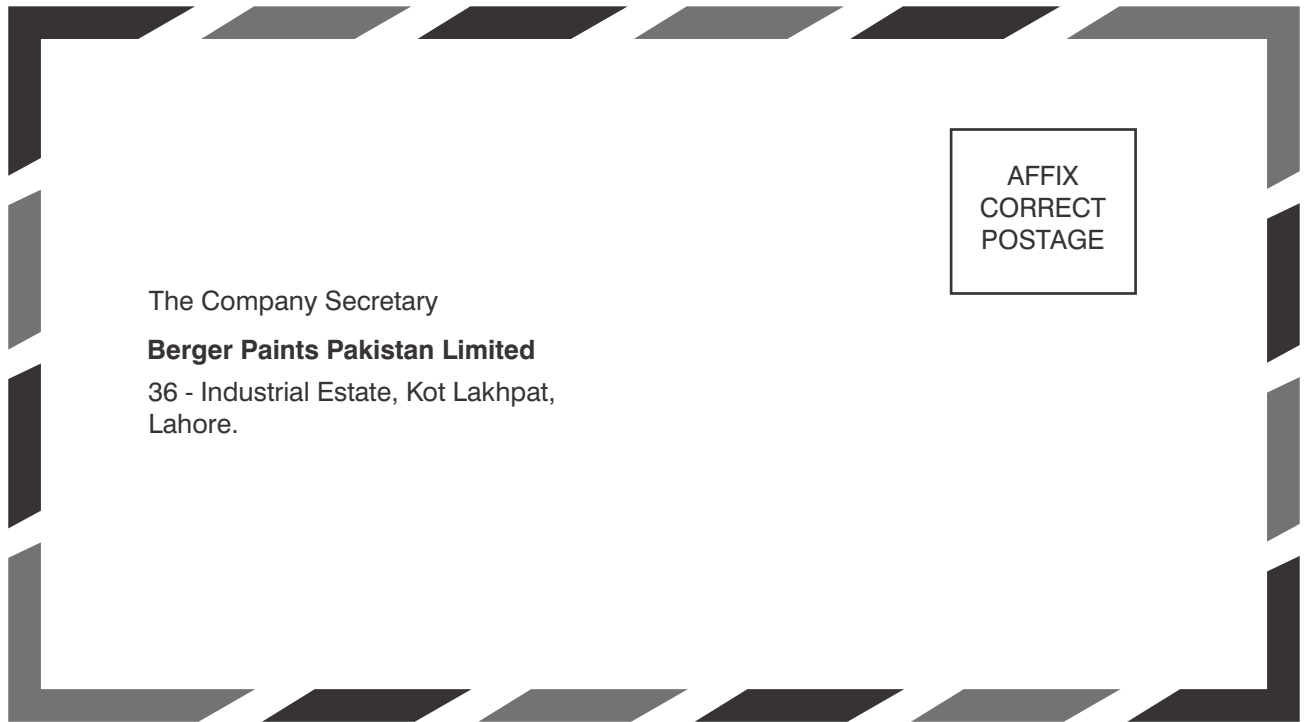 AFFIX
CORRECT
POSTAGE
The Company Secretary
Berger Paints Pakistan Limited
36 - Industrial Estate, Kot Lakhpat,
Lahore.